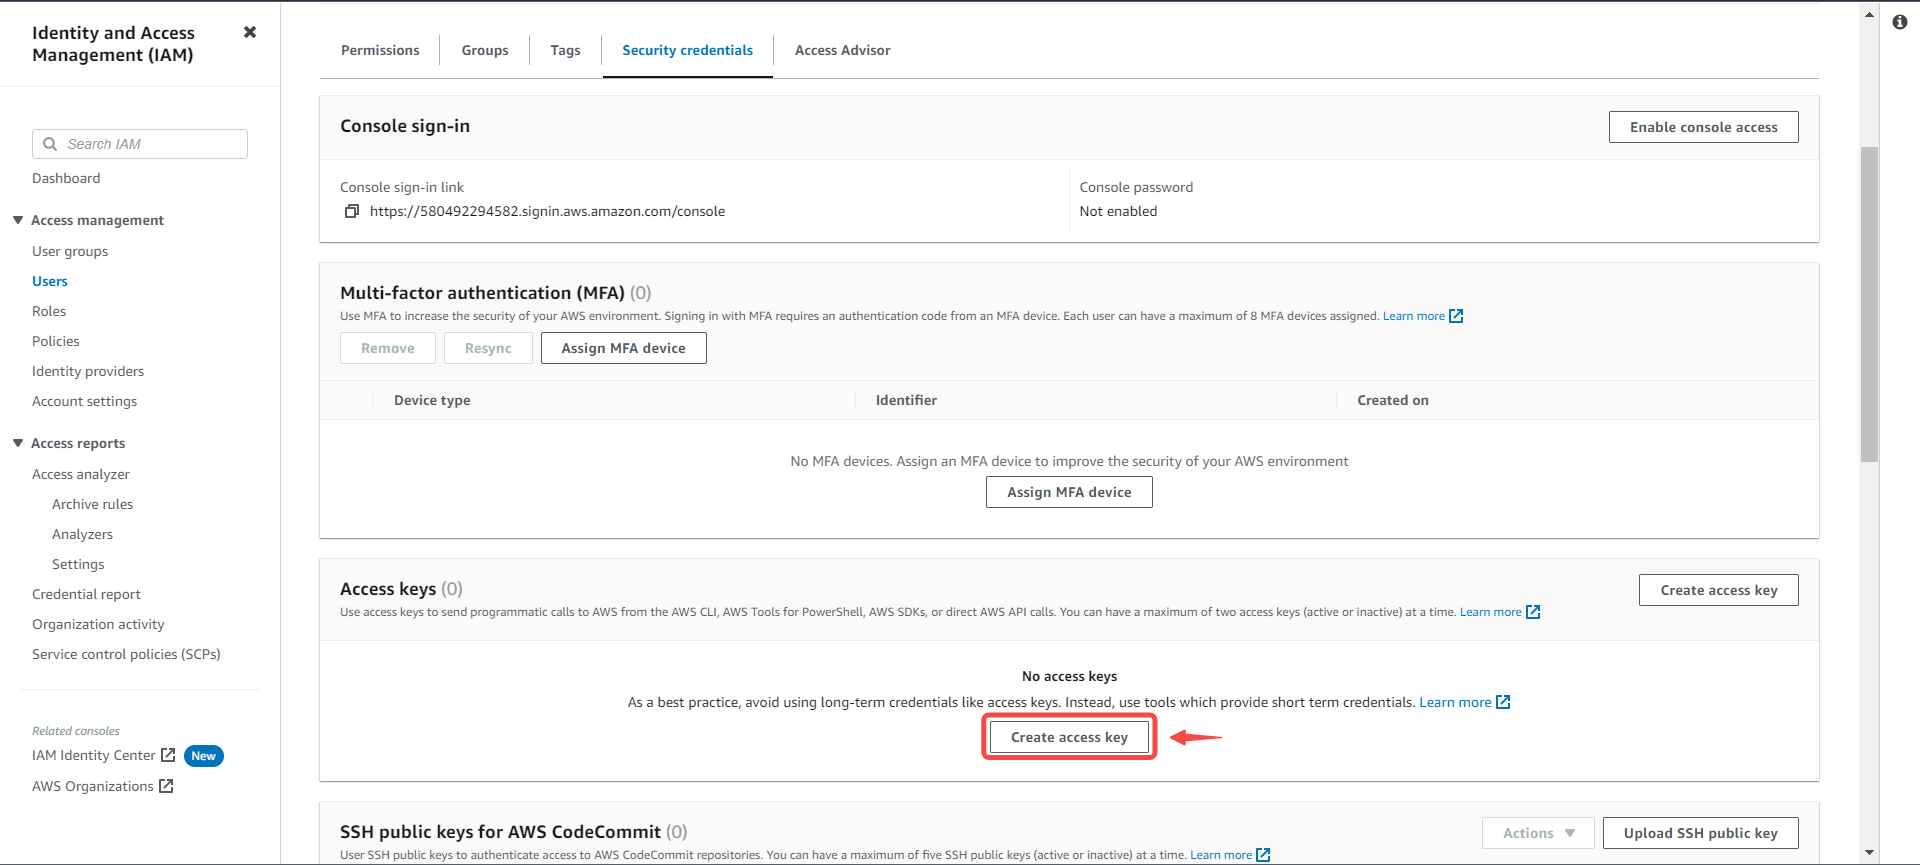 Identity and Access
Management (IAM)
Search IAM
Dashboard
Access management
User groups
Users
Roles
Policies
Identity providers
Account settings
Access reports
Access analyzer
Archive rules
Analyzers
Settings
Credential report
Organization activity
Service control policies (SCPs)
Related consoles
IAM Identity Center New
AWS Organizations
Permissions Groups Tags Security credentials Access Advisor
Console sign-in
Enable console access
Console sign-in link
https://580492294582.signin.aws.amazon.com/console
Console password
Not enabled
Multi-factor authentication (MFA) (0)
Use MFA to increase the security of your AWS environment. Signing in with MFA requires an authentication code from an MFA device. Each user can have a maximum of 8 MFA devices assigned. Learn more
Remove Resync Assign MFA device
Device type Identifier Created on
No MFA devices. Assign an MFA device to improve the security of your AWS environment
Assign MFA device
Access keys (0)
Create access key
Use access keys to send programmatic calls to AWS from the AWS CLI, AWS Tools for PowerShell, AWS SDKs, or direct AWS API calls. You can have a maximum of two access keys (active or inactive) at a time. Learn more
No access keys
As a best practice, avoid using long-term credentials like access keys. Instead, use tools which provide short term credentials. Learn more
Create access key
SSH public keys for AWS CodeCommit (0)
Actions Upload SSH public key
User SSH public keys to authenticate access to AWS CodeCommit repositories. You can have a maximum of five SSH public keys (active or inactive) at a time. Learn more